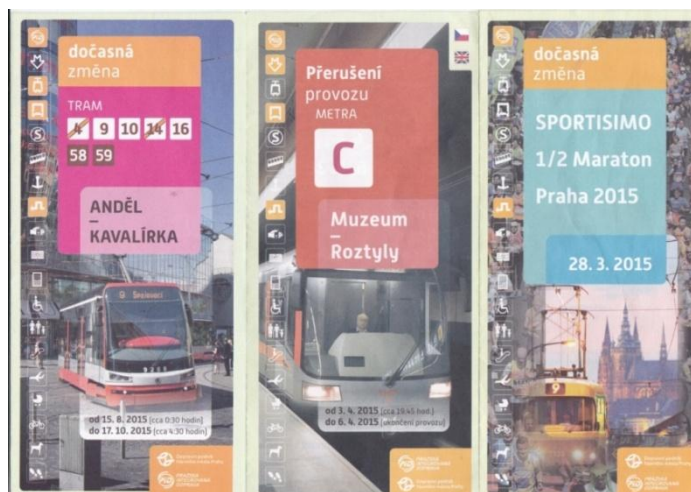 dočasná
změna
TRAM
4 9 10 14 16
58 59
ANDĚL
–
KAVALÍRKA
od 15. 8. 2015 (cca 0:30 hodin)
do 17. 10. 2015 (cca 4:30 hodin)
Přerušení
provozu
METRA
C
Muzeum
–
Roztyly
od 3. 4. 2015 (cca 19:45 hod.)
do 6. 4. 2015 (ukončení provozu)
dočasná
změna
SPORTISIMO
1/2 Maraton
Praha 2015
28. 3. 2015
9